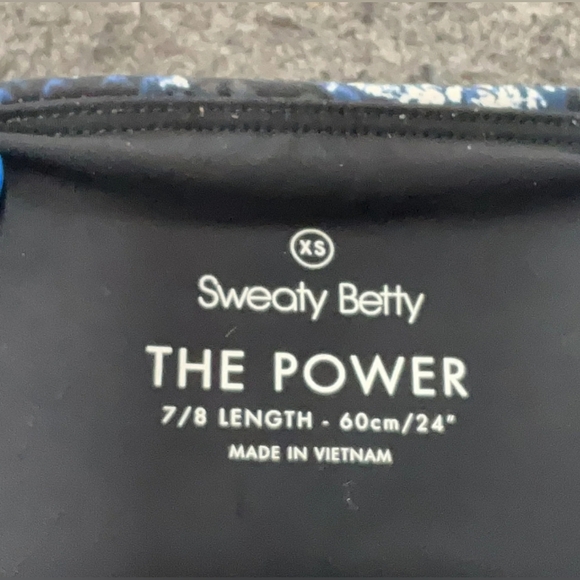 XS
Sweaty Betty
THE POWER
7/8 LENGTH - 60cm/24"
MADE IN VIETNAM